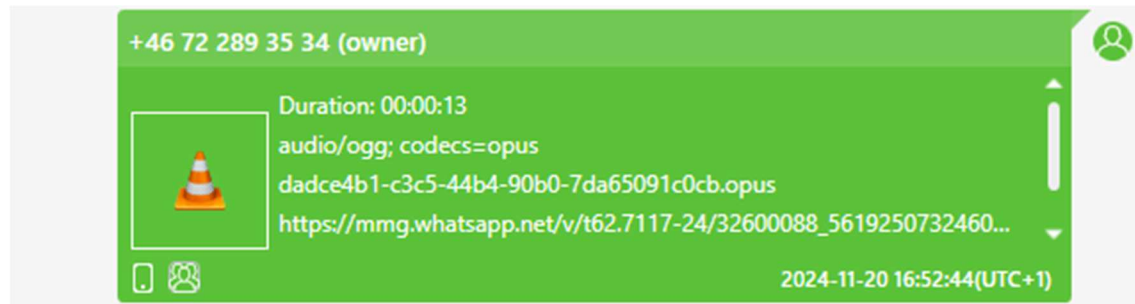 +46 72 289 35 34 (owner)
Duration: 00:00:13
audio/ogg; codecs=opus
dadce4b1-c3c5-44b4-90b0-7da65091c0cb.opus
https://mmg.whatsapp.net/v/t62.7117-24/32600088_5619250732460...
2024-11-20 16:52:44(UTC+1)